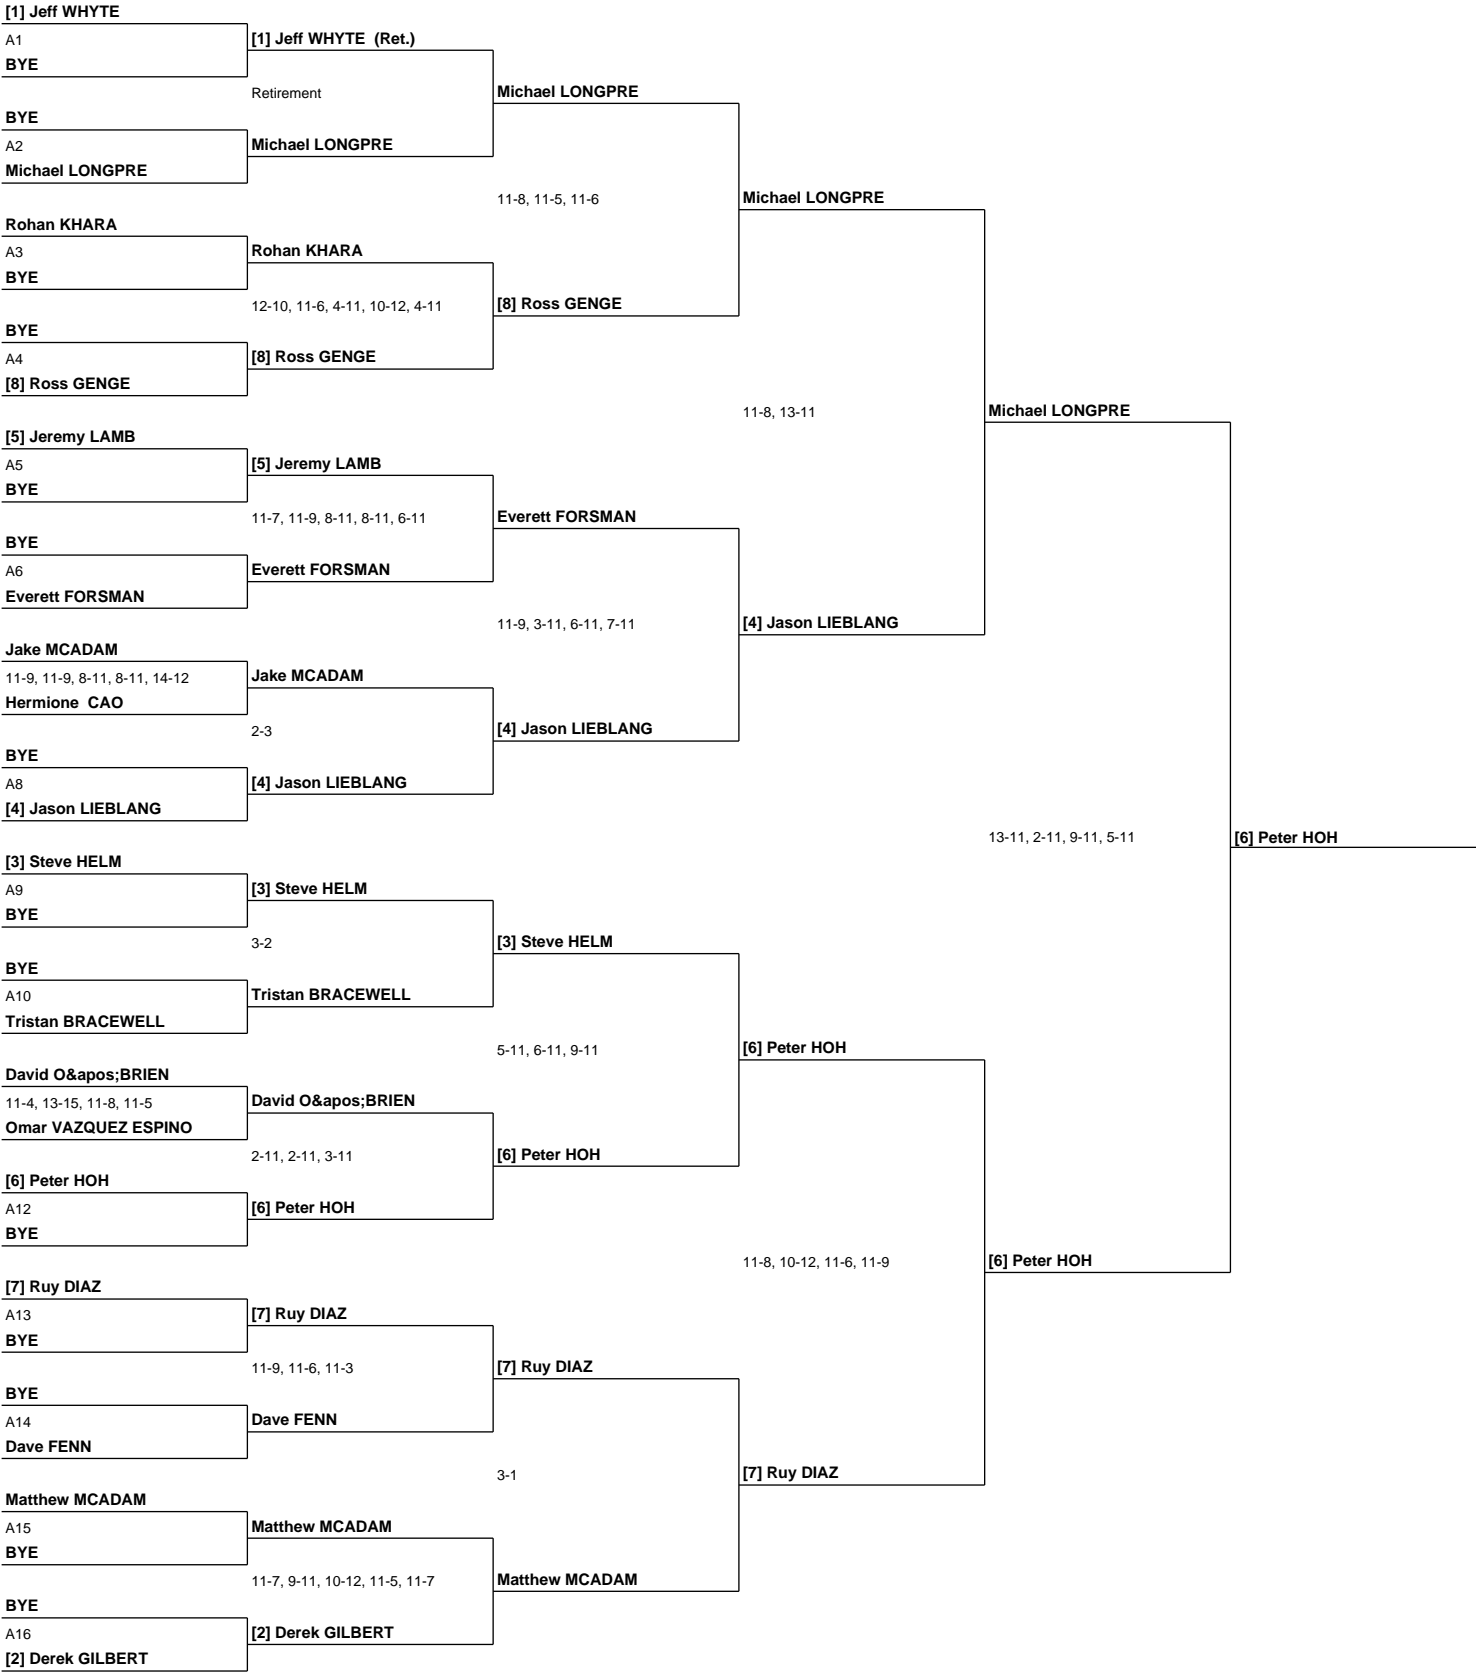 [1] Jeff WHYTE
A1
BYE
BYE
A2
Michael LONGPRE
Rohan KHARA
A3
BYE
BYE
A4
[8] Ross GENGE
[5] Jeremy LAMB
A5
BYE
BYE
A6
Everett FORSMAN
Jake MCADAM
11-9, 11-9, 8-11, 8-11, 14-12
Hermione  CAO
BYE
A8
[4] Jason LIEBLANG
[3] Steve HELM
A9
BYE
BYE
A10
Tristan BRACEWELL
David O&apos;BRIEN
11-4, 13-15, 11-8, 11-5
Omar VAZQUEZ ESPINO
[6] Peter HOH
A12
BYE
[7] Ruy DIAZ
A13
BYE
BYE
A14
Dave FENN
Matthew MCADAM
A15
BYE
BYE
A16
[2] Derek GILBERT
[1] Jeff WHYTE  (Ret.)
Retirement
Michael LONGPRE
Rohan KHARA
12-10, 11-6, 4-11, 10-12, 4-11
[8] Ross GENGE
[5] Jeremy LAMB
11-7, 11-9, 8-11, 8-11, 6-11
Everett FORSMAN
Jake MCADAM
2-3
[4] Jason LIEBLANG
[3] Steve HELM
3-2
Tristan BRACEWELL
David O&apos;BRIEN
2-11, 2-11, 3-11
[6] Peter HOH
[7] Ruy DIAZ
11-9, 11-6, 11-3
Dave FENN
Matthew MCADAM
11-7, 9-11, 10-12, 11-5, 11-7
[2] Derek GILBERT
Michael LONGPRE
11-8, 11-5, 11-6
[8] Ross GENGE
Everett FORSMAN
11-9, 3-11, 6-11, 7-11
[4] Jason LIEBLANG
[3] Steve HELM
5-11, 6-11, 9-11
[6] Peter HOH
[7] Ruy DIAZ
3-1
Matthew MCADAM
Michael LONGPRE
11-8, 13-11
[4] Jason LIEBLANG
[6] Peter HOH
11-8, 10-12, 11-6, 11-9
[7] Ruy DIAZ
Michael LONGPRE
13-11, 2-11, 9-11, 5-11
[6] Peter HOH
[6] Peter HOH